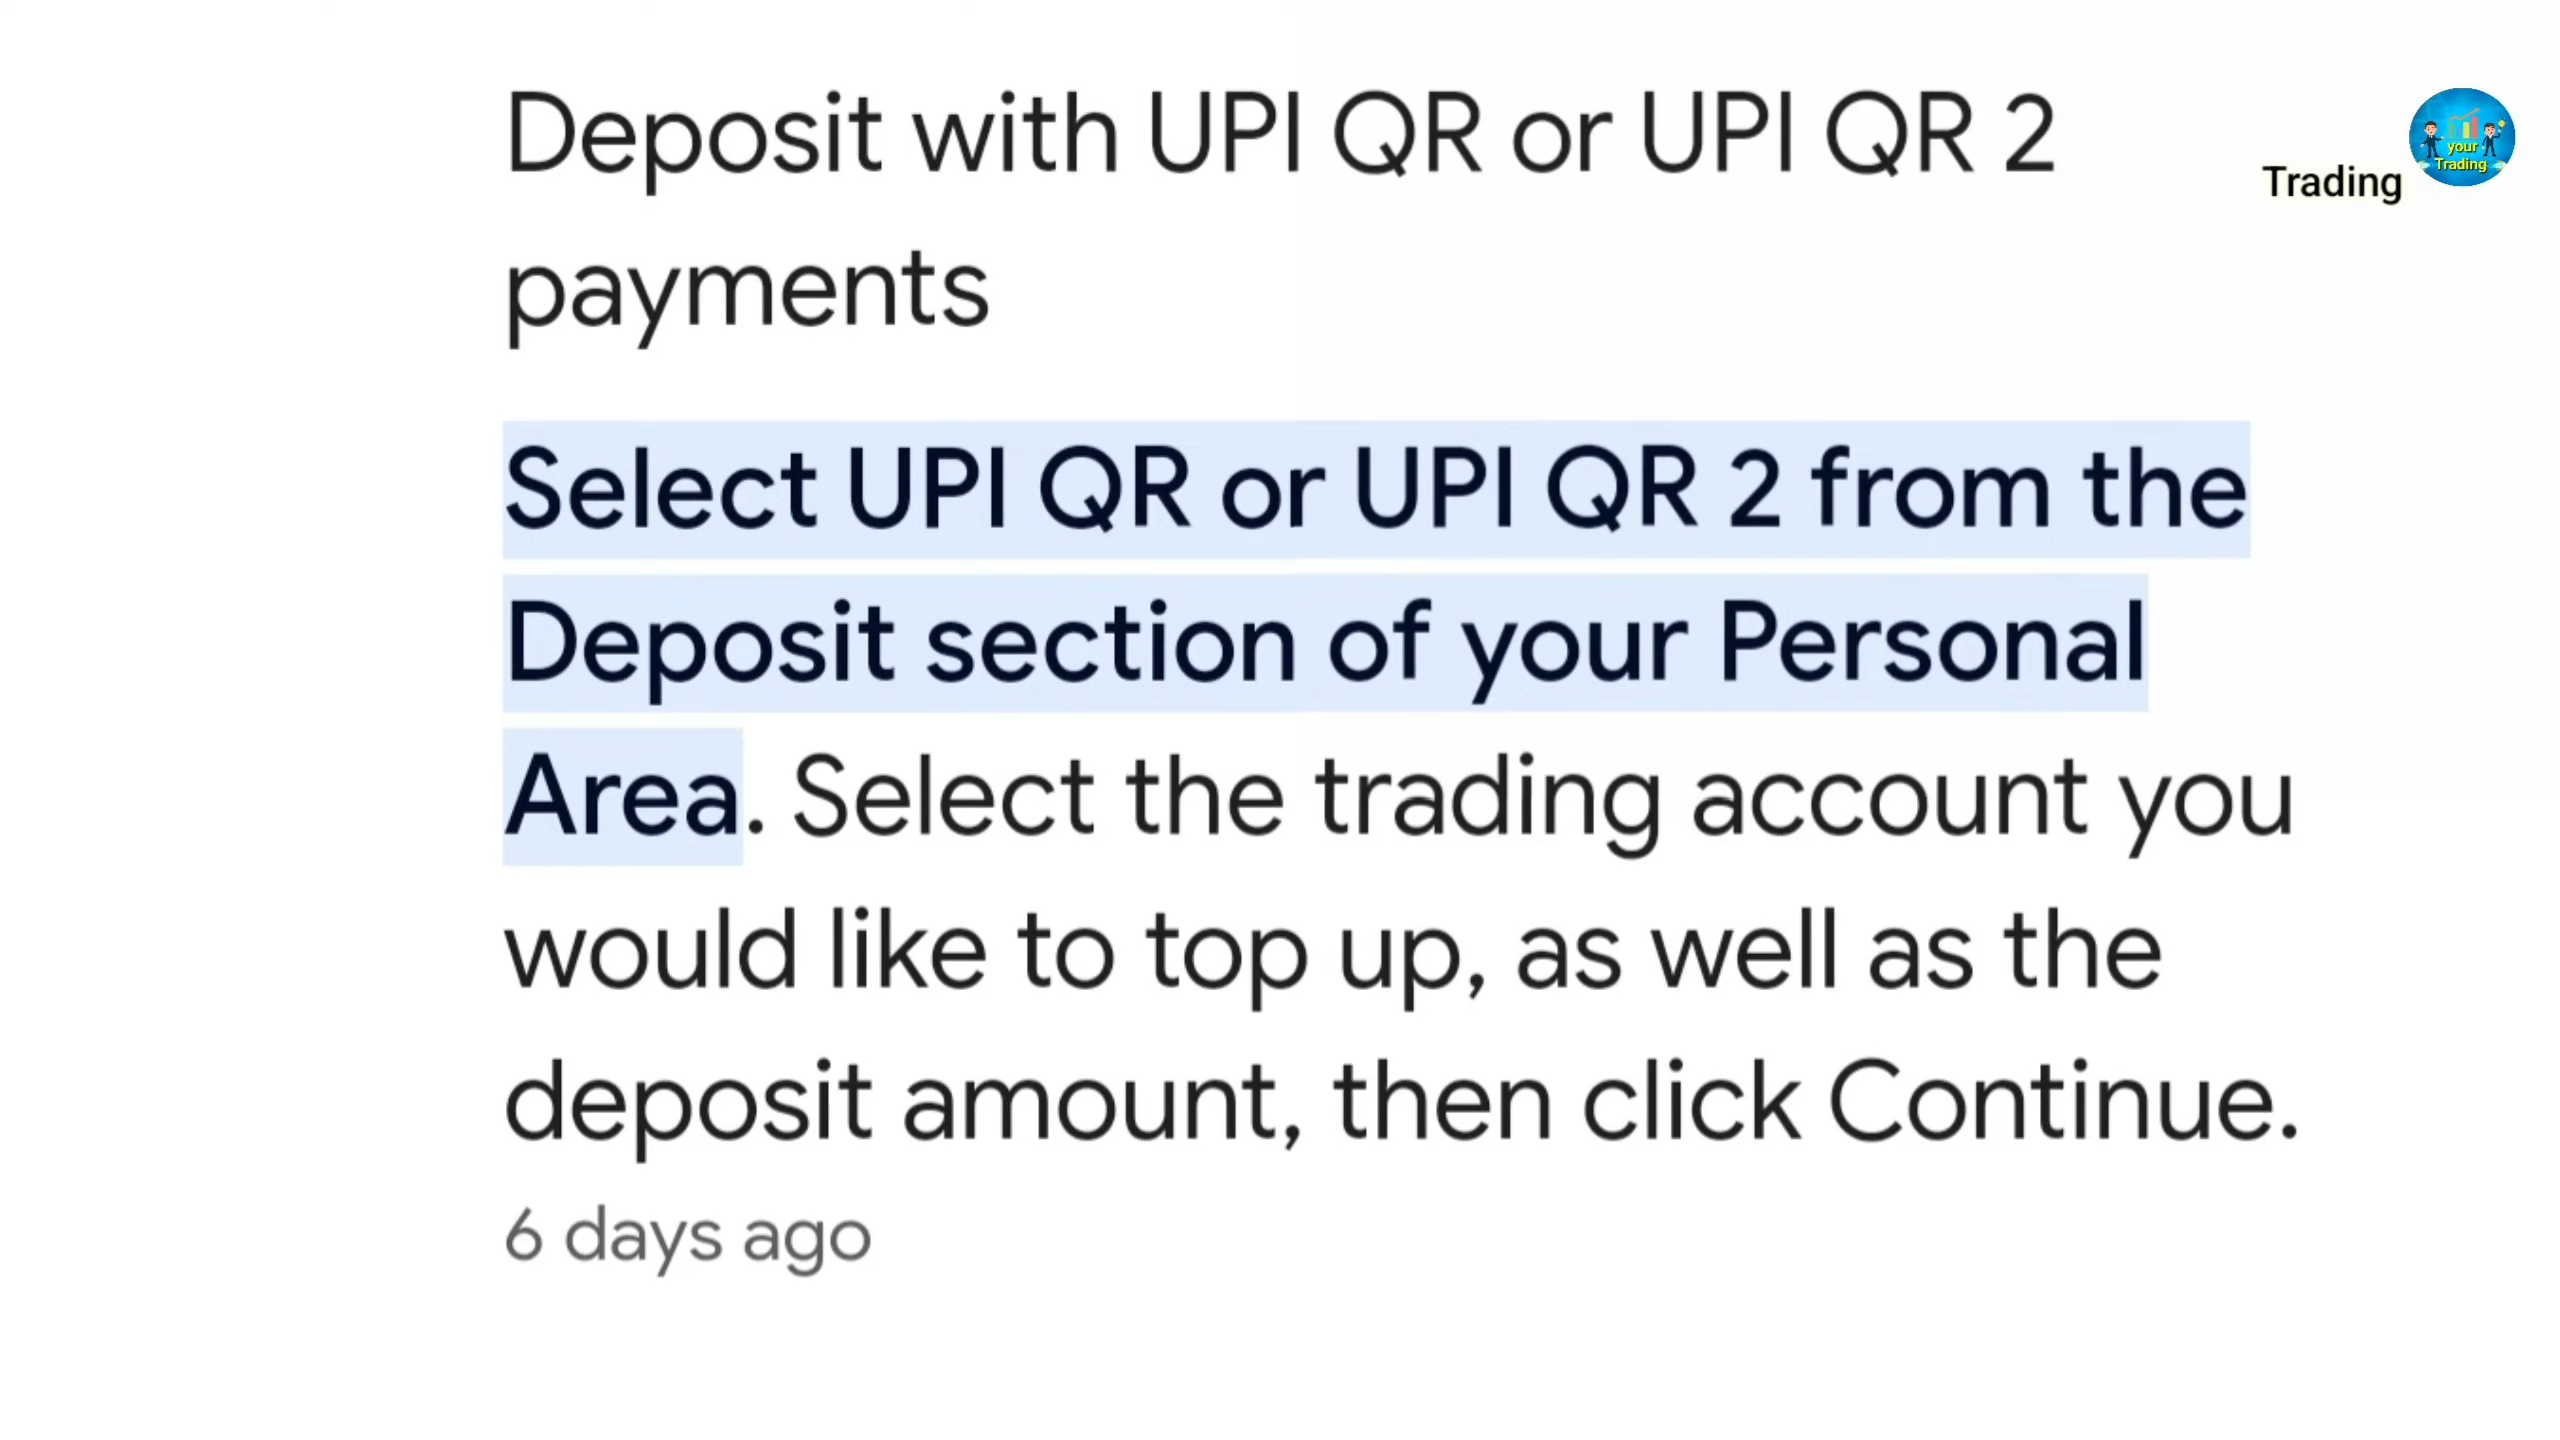 Deposit with UPI QR or UPI QR 2
payments
Trading
your
Trading
Select UPI QR or UPI QR 2 from the
Deposit section of your Personal
Area. Select the trading account you
would like to top up, as well as the
deposit amount, then click Continue.
6 days ago